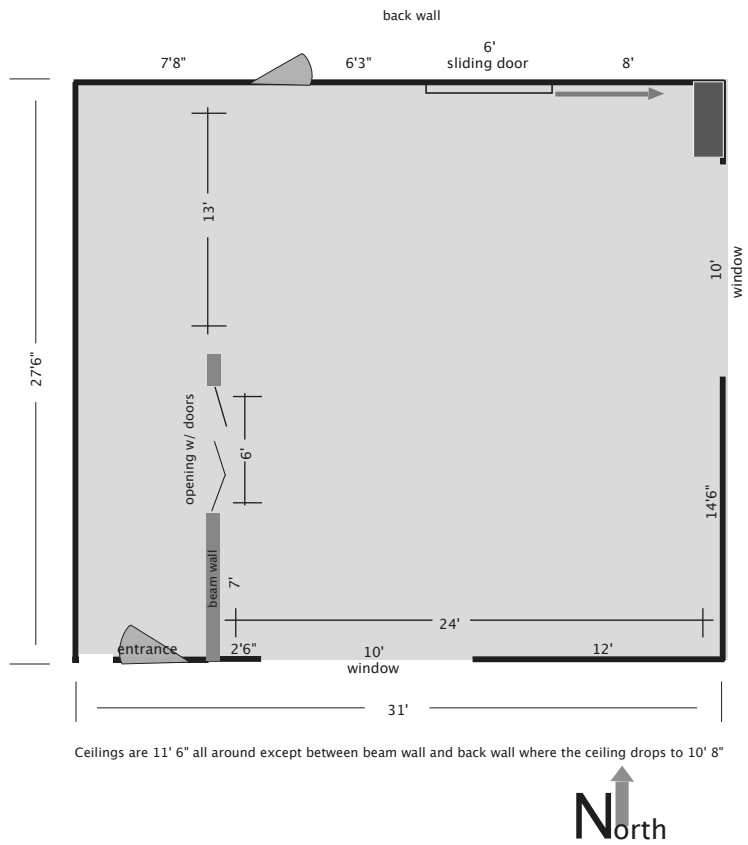 back wall
7'8"
6'3"
6'
sliding door
8'
13'
10'
window
27'6"
opening w/ doors
6'
14'6"
beam wall
7'
24'
entrance
2'6"
10'
window
12'
31'
Ceilings are 11' 6" all around except between beam wall and back wall where the ceiling drops to 10' 8"
North